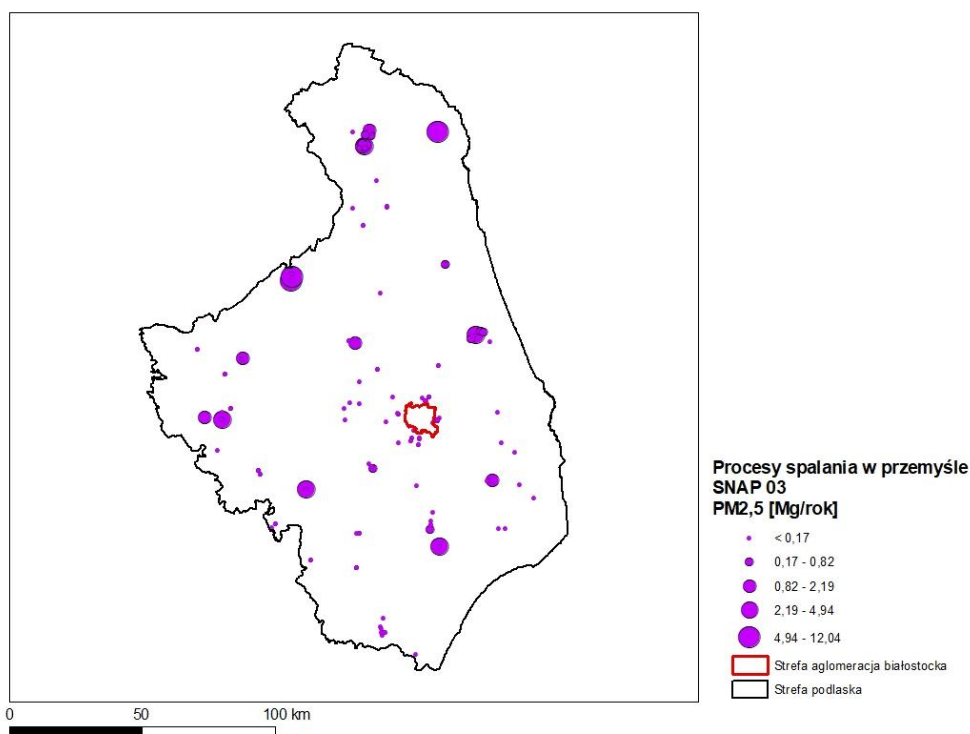 Procesy spalania w przemyśle
SNAP 03
PM2,5 [Mg/rok]
< 0,17
0,17 - 0,82
0,82 - 2,19
2,19 - 4,94
4,94 - 12,04
Strefa aglomeracja białostocka
Strefa podlaska
0 50 100 km